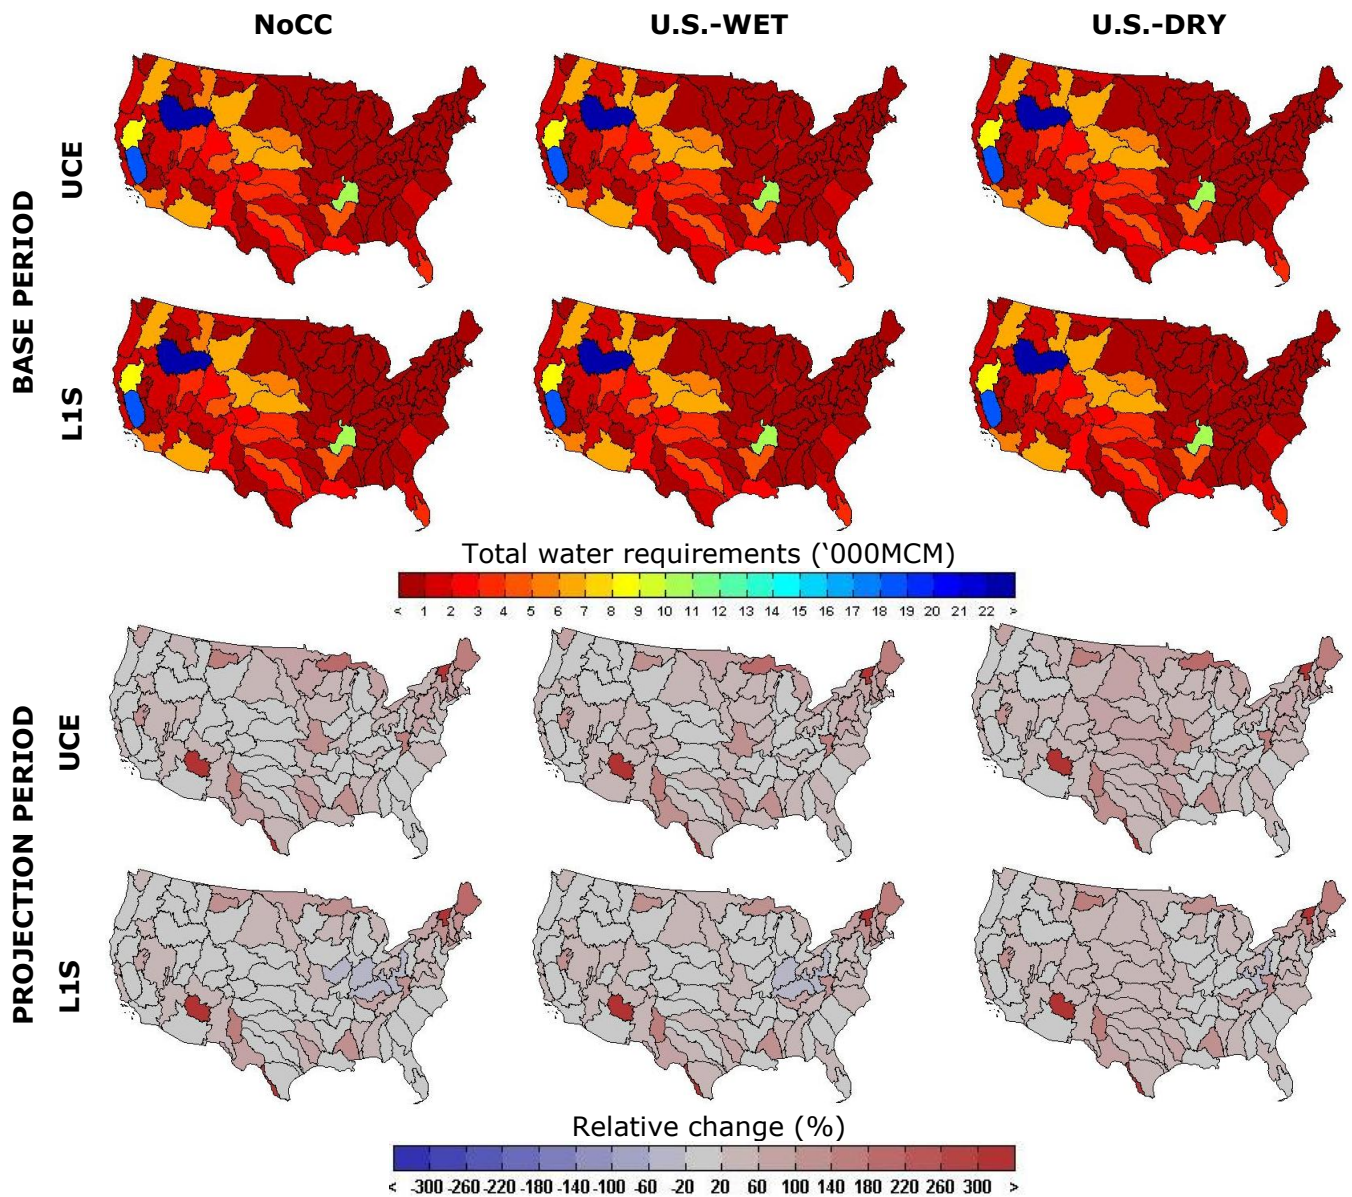 NoCC U.S.-WET U.S.-DRY
BASE PERIOD
UCE
L1S
Total water requirements (‘000MCM)
< 1 2 3 4 5 6 7 8 9 10 11 12 13 14 15 16 17 18 19 20 21 22 >
PROJECTION PERIOD
UCE
L1S
Relative change (%)
< -300 -260 -220 -180 -140 -100 -60 -20 20 60 100 140 180 220 260 300 >